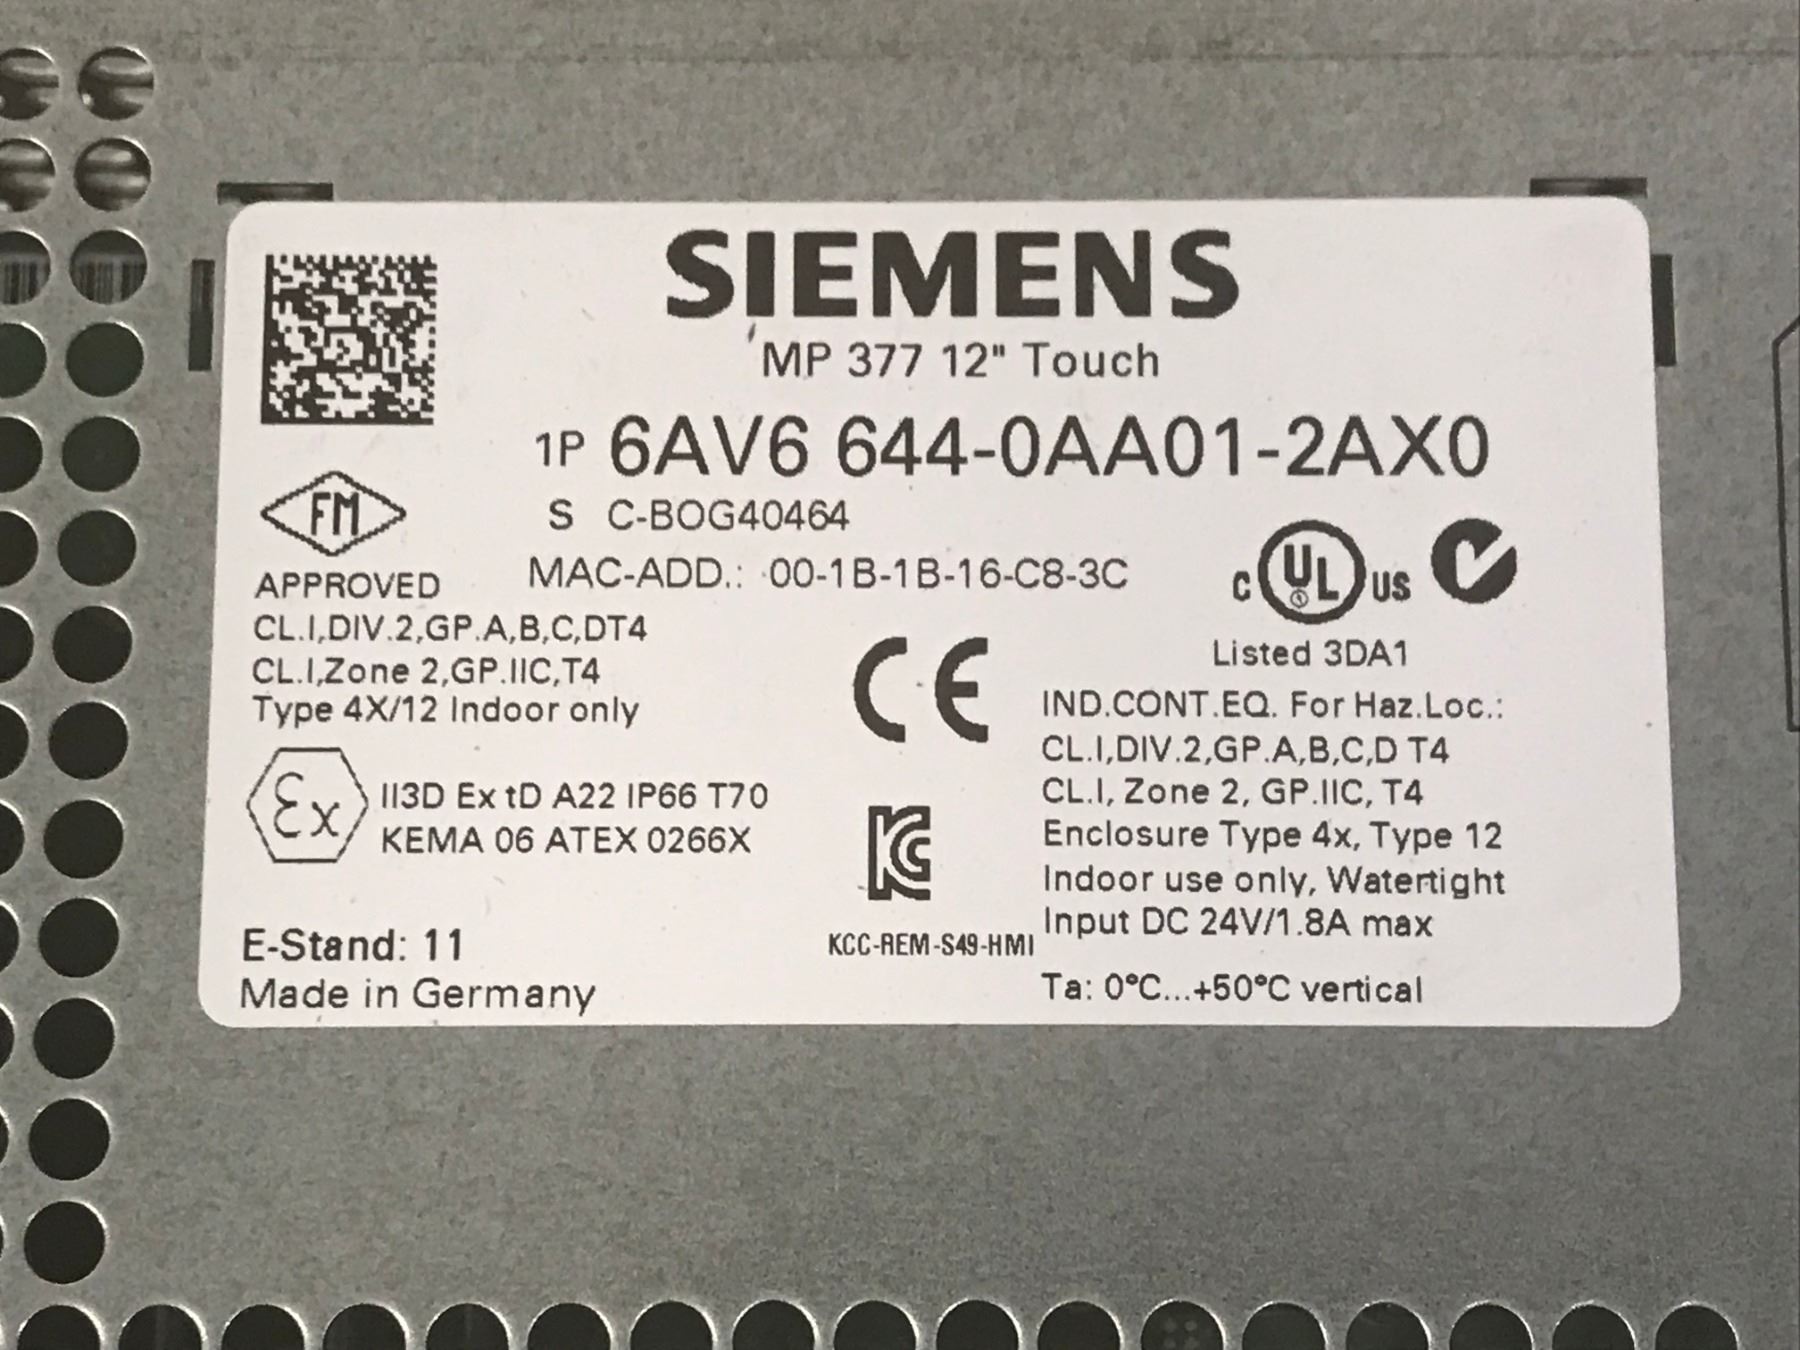 SIEMENS
MP 377 12" Touch
1P 6AV6 644-0AA01-2AX0
S C-BOG40464
MAC-ADD.: 00-1B-1B-16-C8-3C
FM
APPROVED
CL.I,DIV.2,GP.A,B,C,DT4
CL.I,Zone 2,GP.IIC,T4
Type 4X/12 Indoor only
Ex II3D Ex tD A22 IP66 T70
KEMA 06 ATEX 0266X
E-Stand: 11
Made in Germany
CE
KC
KCC-REM-S49-HMI
C UL US
Listed 3DA1
IND.CONT.EQ. For Haz.Loc.:
CL.I,DIV.2,GP.A,B,C,D T4
CL.I, Zone 2, GP.IIC, T4
Enclosure Type 4x, Type 12
Indoor use only, Watertight
Input DC 24V/1.8A max
Ta: 0°C...+50°C vertical